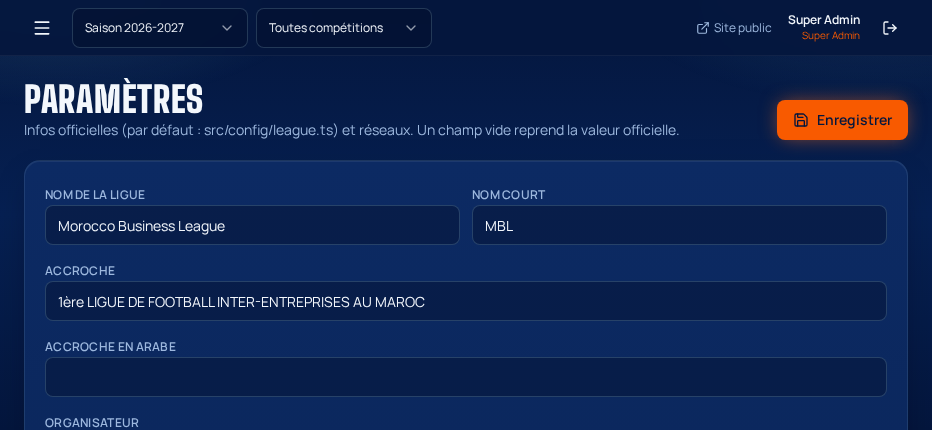 Saison 2026-2027
Toutes compétitions
Site public
Super Admin
Super Admin
PARAMÈTRES
Infos officielles (par défaut : src/config/league.ts) et réseaux. Un champ vide reprend la valeur officielle.
Enregistrer
NOM DE LA LIGUE
NOM COURT
Morocco Business League
MBL
ACCROCHE
1ère LIGUE DE FOOTBALL INTER-ENTREPRISES AU MAROC
ACCROCHE EN ARABE
ORGANISATEUR